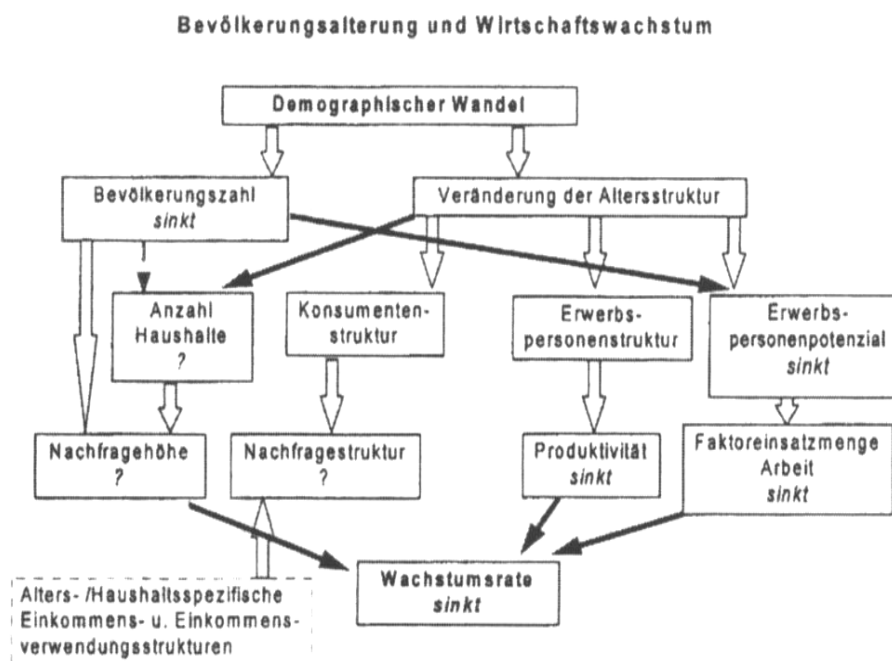 Bevölkerungsalterung und Wirtschaftswachstum
Demographischer Wandel
Bevölkerungszahl
sinkt
Veränderung der Altersstruktur
Anzahl
Haushalte
?
Konsumenten-
struktur
Erwerbs-
personenstruktur
Erwerbs-
personenpotenzial
sinkt
Nachfragehöhe
?
Nachfragestruktur
?
Produktivität
sinkt
Faktoreinsatzmenge
Arbeit
sinkt
Wachstumsrate
sinkt
Alters- /Haushaltsspezifische
Einkommens- u. Einkommens-
verwendungsstrukturen